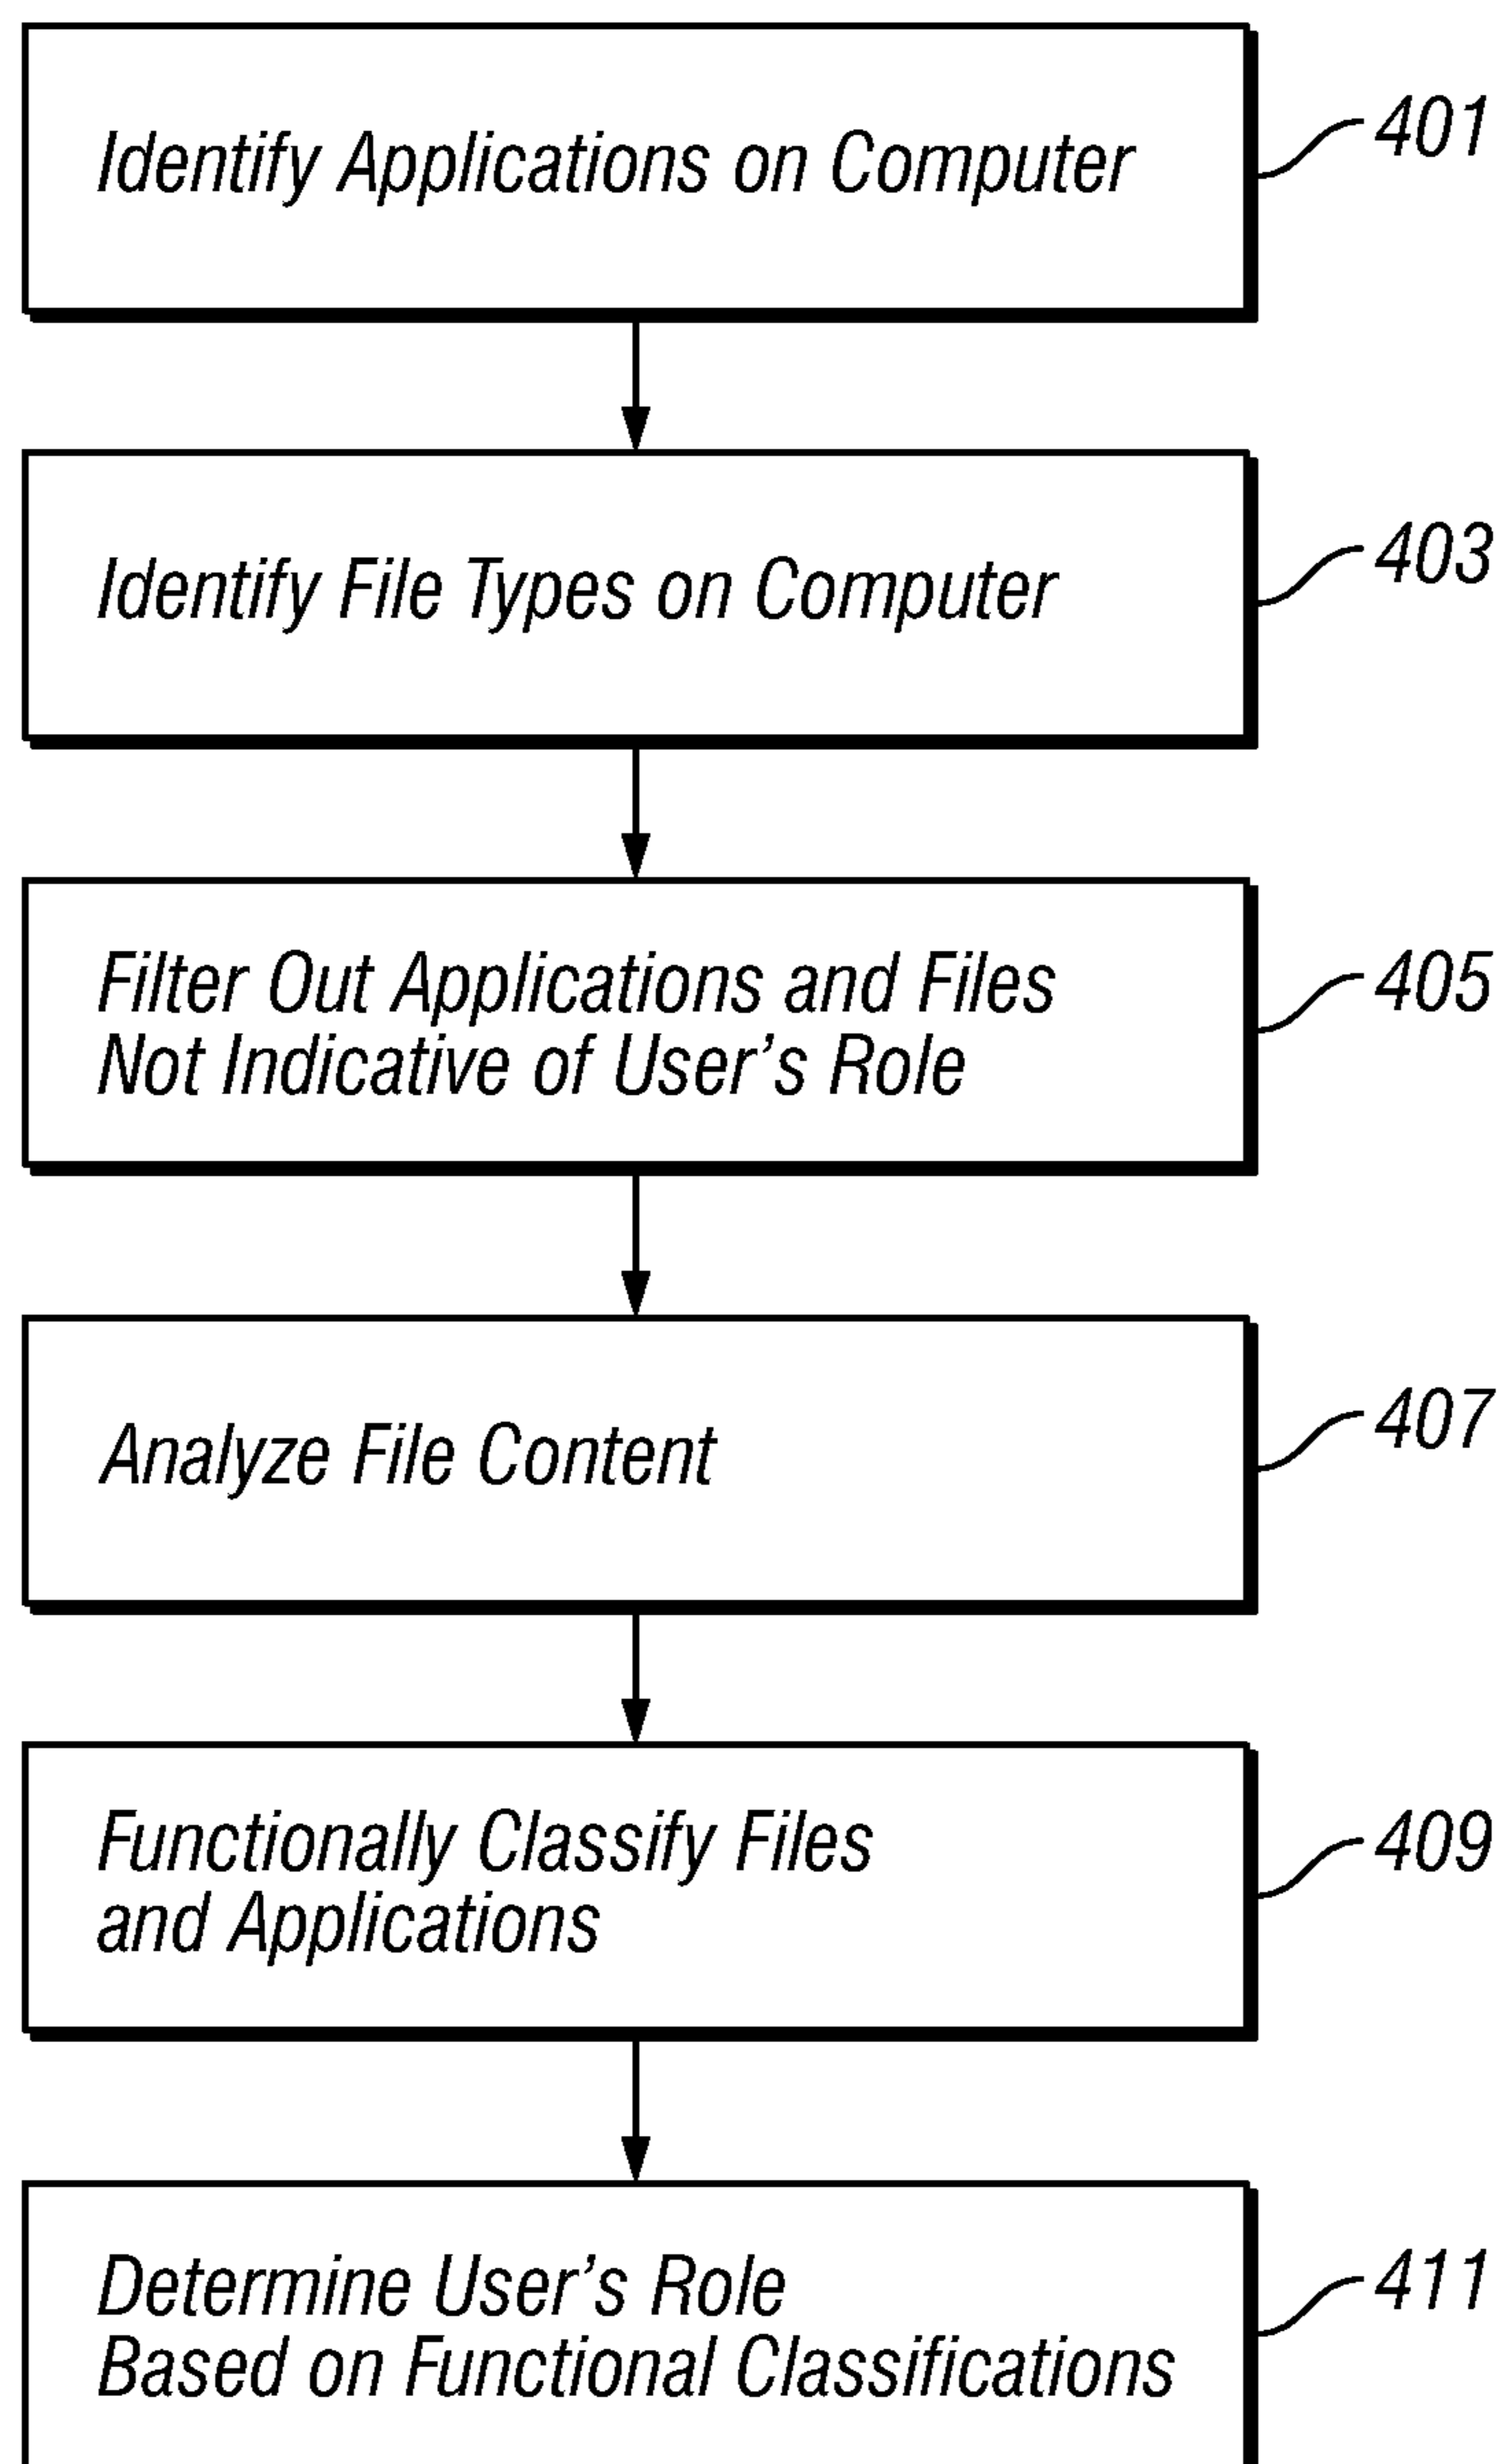 Identify Applications on Computer
401
Identify File Types on Computer
403
Filter Out Applications and Files
Not Indicative of User's Role
405
Analyze File Content
407
Functionally Classify Files
and Applications
409
Determine User's Role
Based on Functional Classifications
411